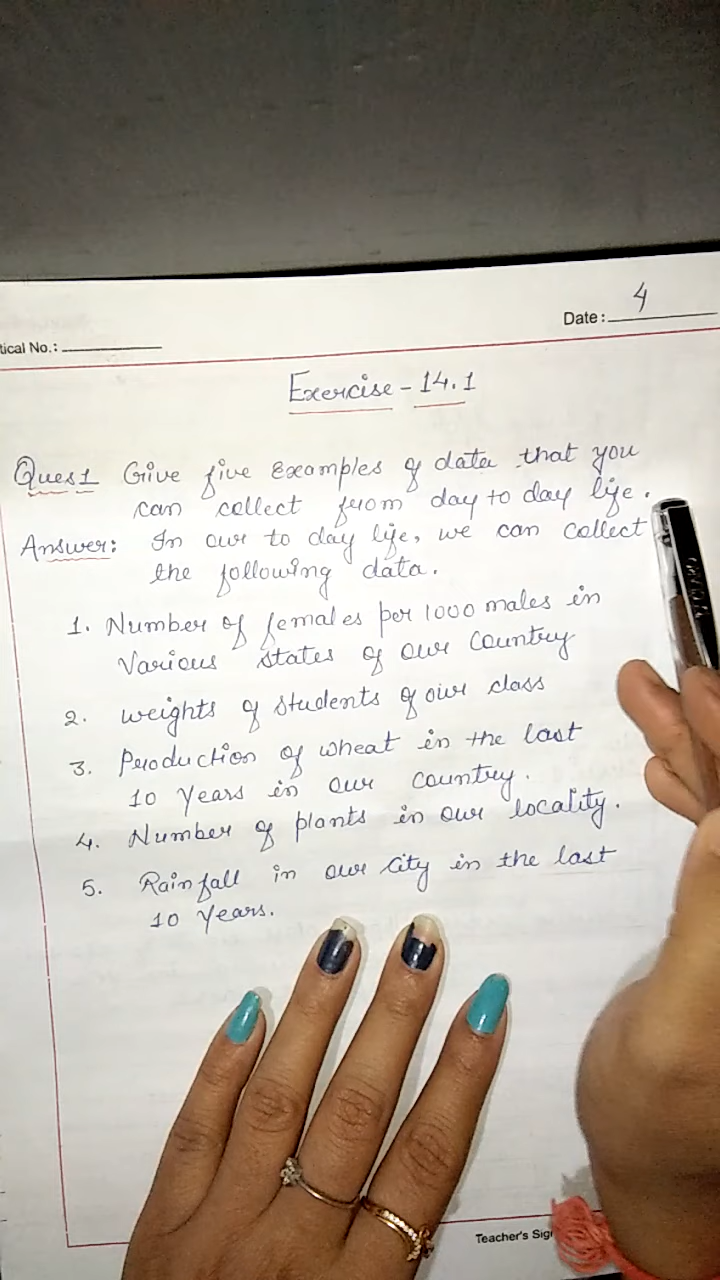 Date: 4
tical No.:
Exercise - 14.1
Ques 1 Give five examples of data that you
can collect from day to day life.
Answer: In our to day life, we can collect
the following data.
1. Number of females per 1000 males in
Various states of our Country
2. weights of students of our class
3. Production of wheat in the last
10 Years in our country.
4. Number of plants in our locality.
5. Rainfall in our city in the last
10 Years.
Teacher's Sig